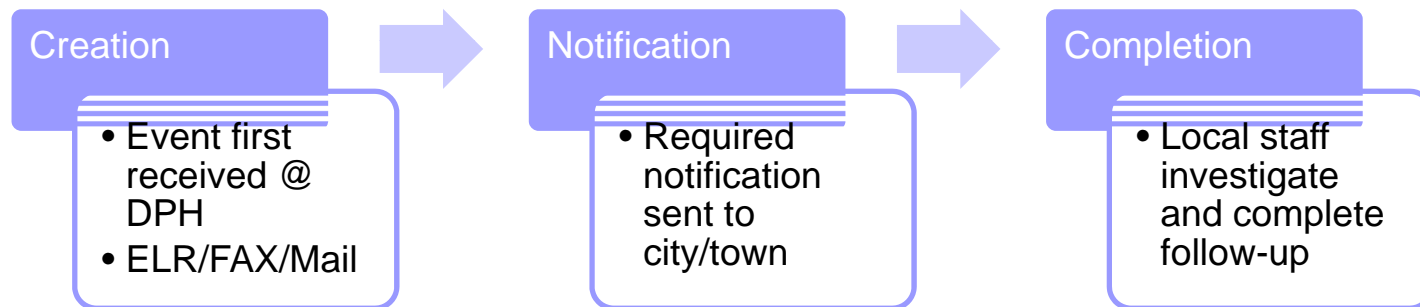 Creation
• Event first
received @
DPH
• ELR/FAX/Mail
Notification
• Required
notification
sent to
city/town
Completion
• Local staff
investigate
and complete
follow-up